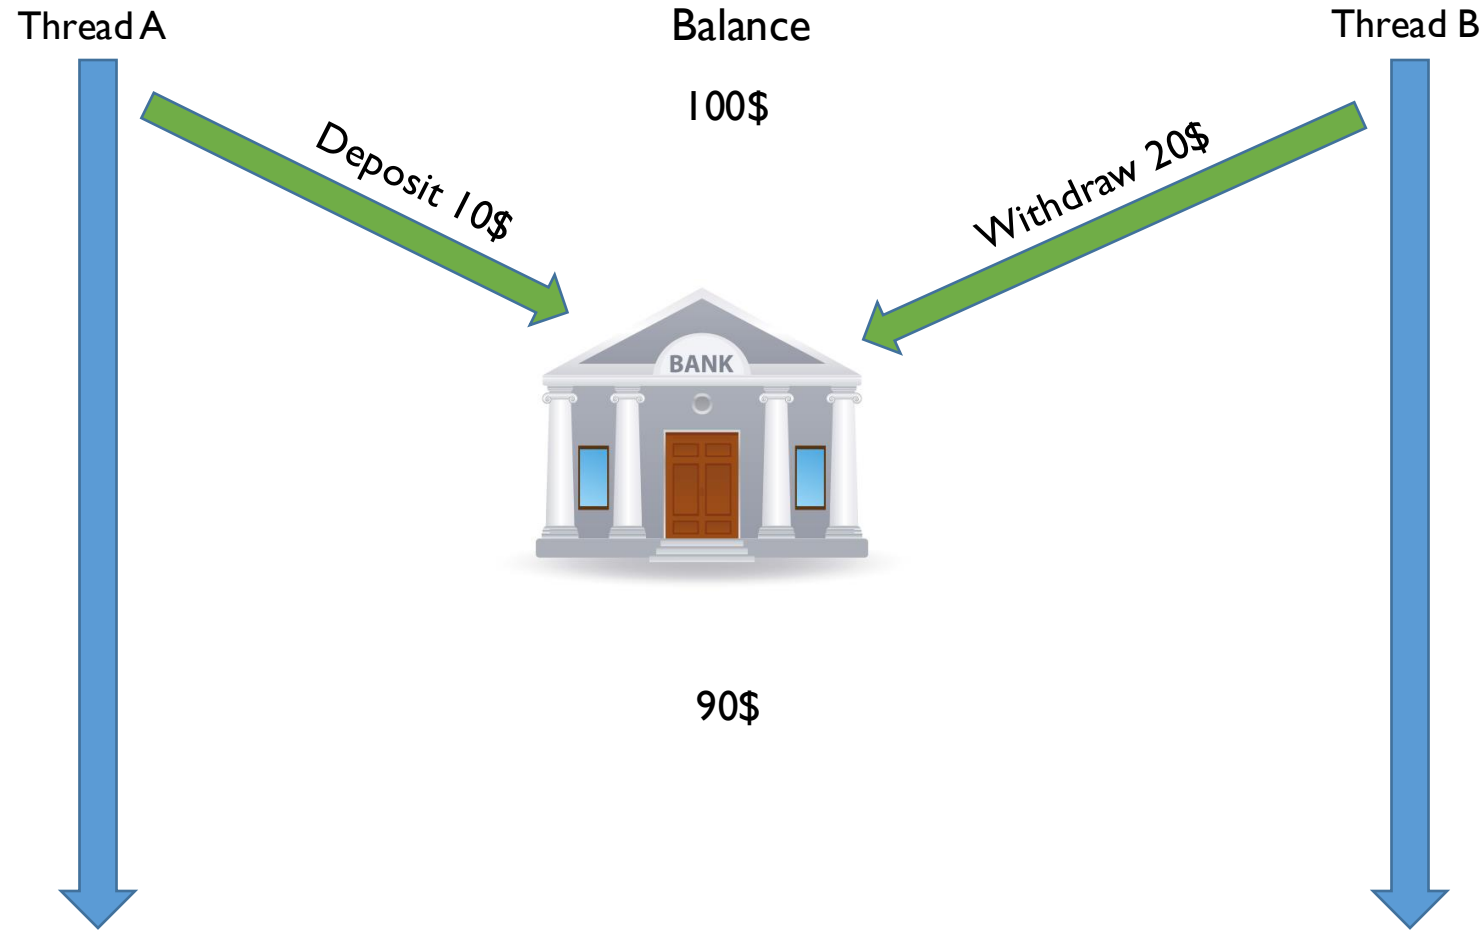 Thread A
Balance
Thread B
100$
Deposit 10$
Withdraw 20$
BANK
90$